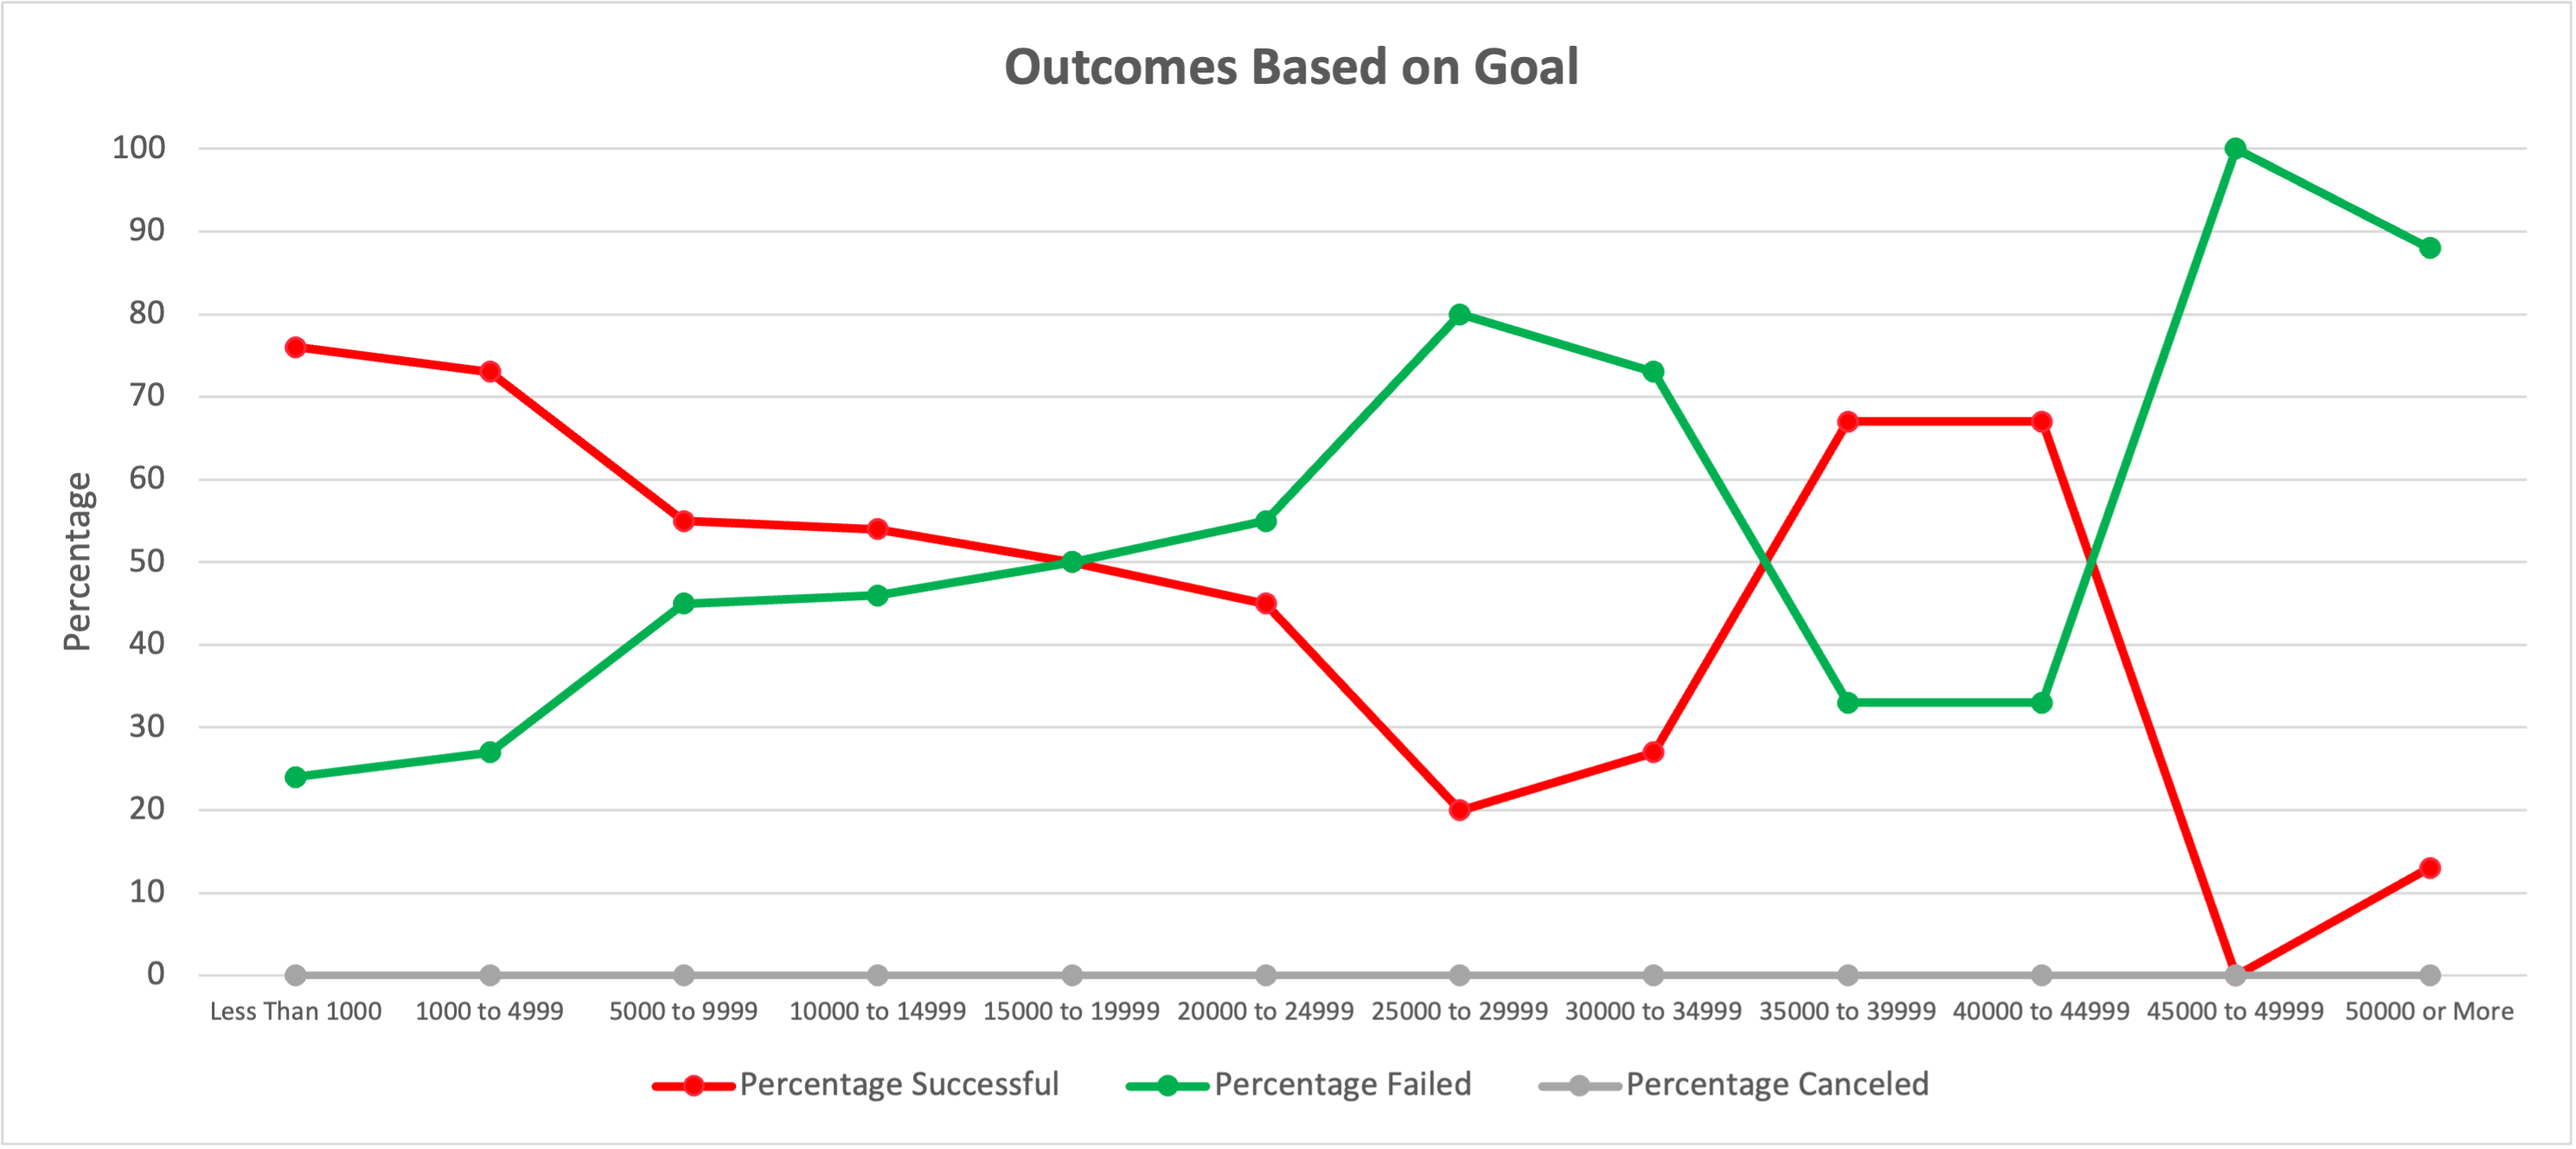 Outcomes Based on Goal
100
90
80
70
60
50
40
30
20
10
0
Percentage
Less Than 1000 1000 to 4999 5000 to 9999 10000 to 14999 15000 to 19999 20000 to 24999 25000 to 29999 30000 to 34999 35000 to 39999 40000 to 44999 45000 to 49999 50000 or More
Percentage Successful Percentage Failed Percentage Canceled